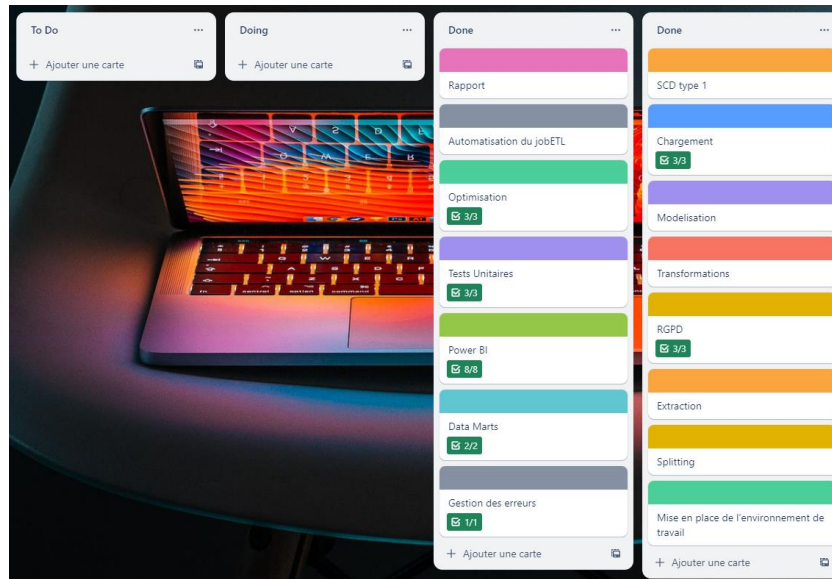 To Do
Ajouter une carte
Doing
Ajouter une carte
Done
Rapport
Automatisation du jobETL
Optimisation
3/3
Tests Unitaires
3/3
Power BI
8/8
Data Marts
2/2
Gestion des erreurs
1/1
Ajouter une carte
Done
SCD type 1
Chargement
3/3
Modelisation
Transformations
RGPD
3/3
Extraction
Splitting
Mise en place de l'environnement de
travail
Ajouter une carte